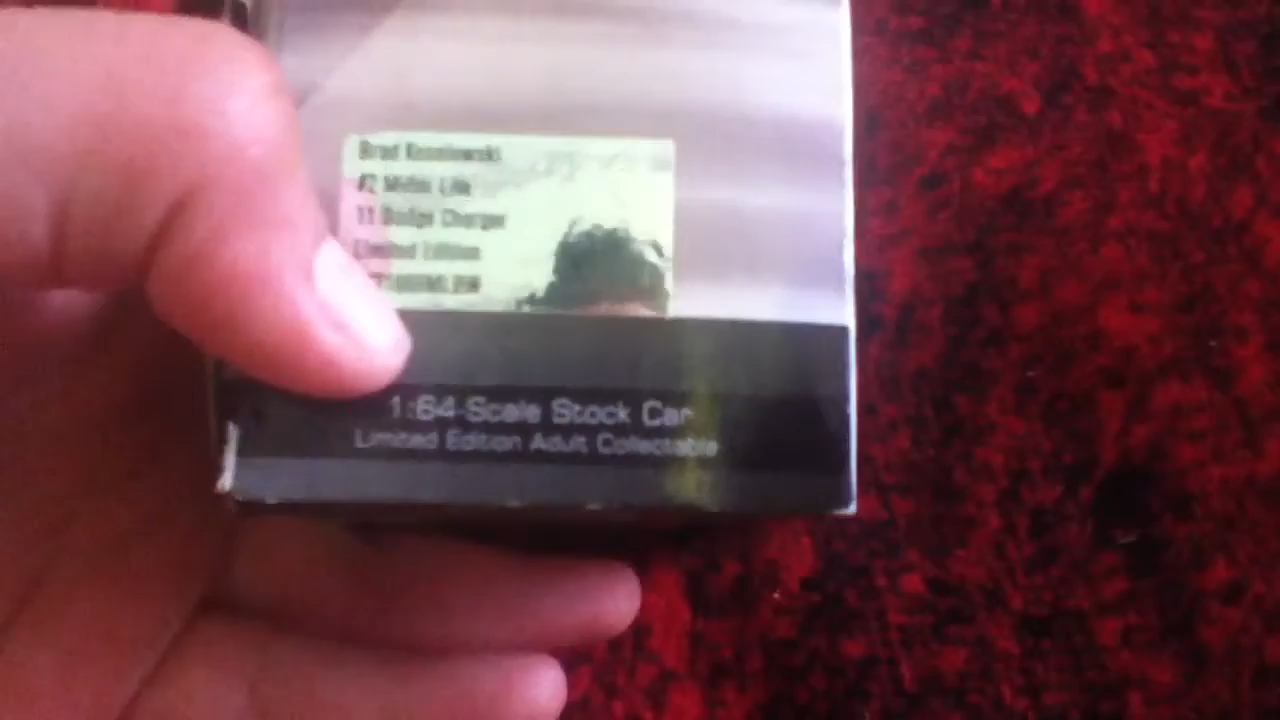 Brad Keselowski
#2 Miller Lite
11 Dodge Charger
Limited Edition
1:64 Scale Stock Car
Limited Edition Adult Collectable